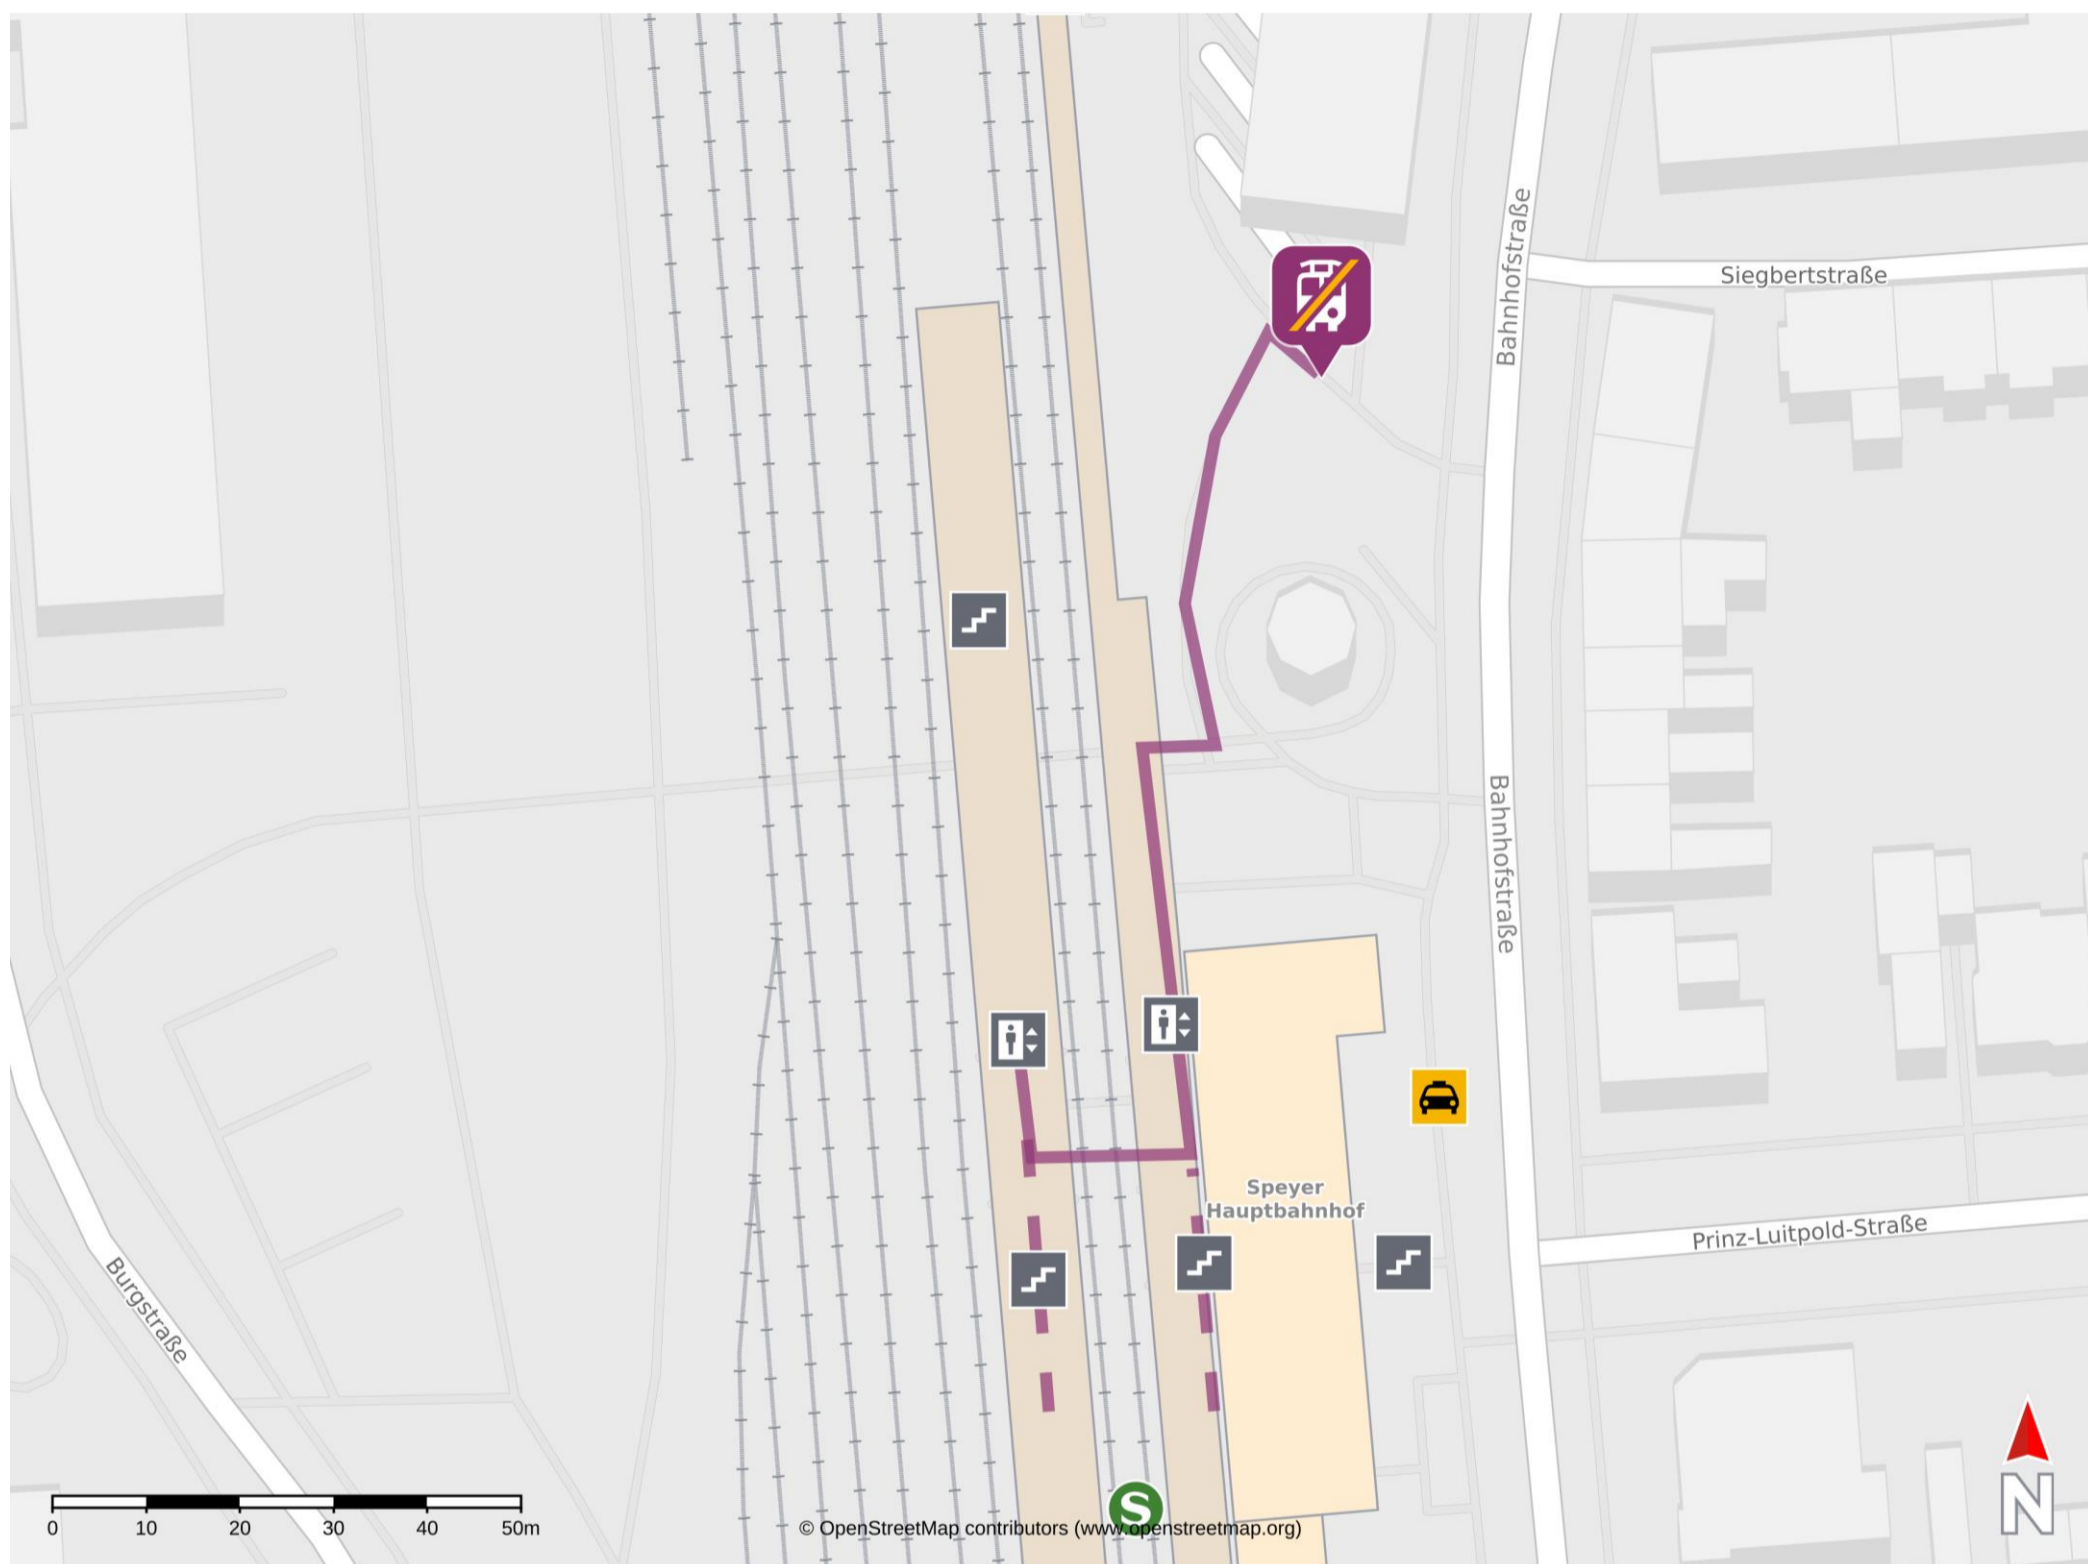 Bahnhofstraße
Siegbertstraße
Bahnhofstraße
Speyer
Hauptbahnhof
Prinz-Luitpold-Straße
Burgstraße
0 10 20 30 40 50m
S
© OpenStreetMap contributors (www.openstreetmap.org)
N